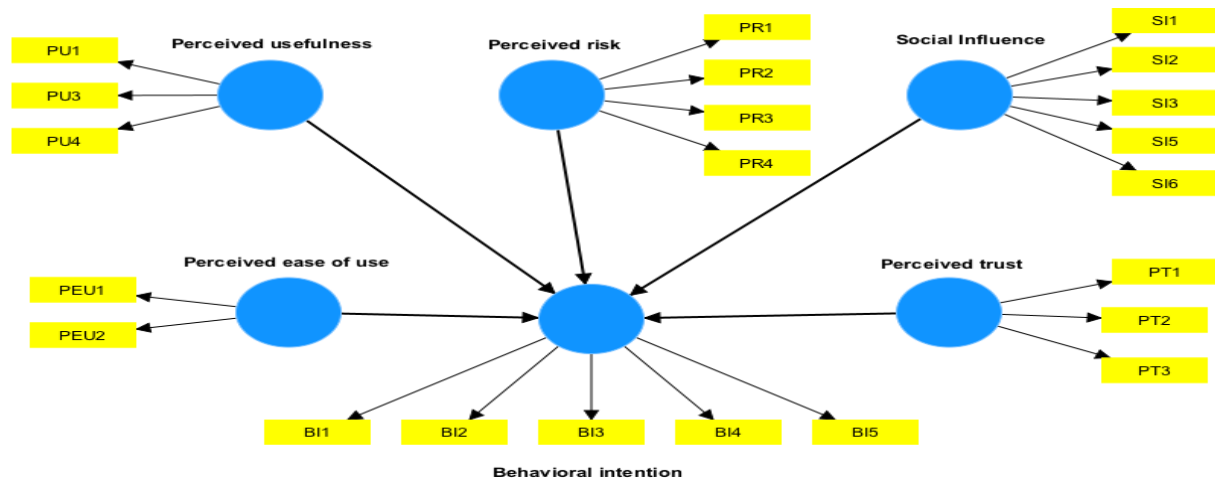 Perceived usefulness
PU1
PU3
PU4
Perceived risk
PR1
PR2
PR3
PR4
Social Influence
SI1
SI2
SI3
SI5
SI6
Perceived ease of use
PEU1
PEU2
Perceived trust
PT1
PT2
PT3
BI1
BI2
BI3
BI4
BI5
Behavioral intention